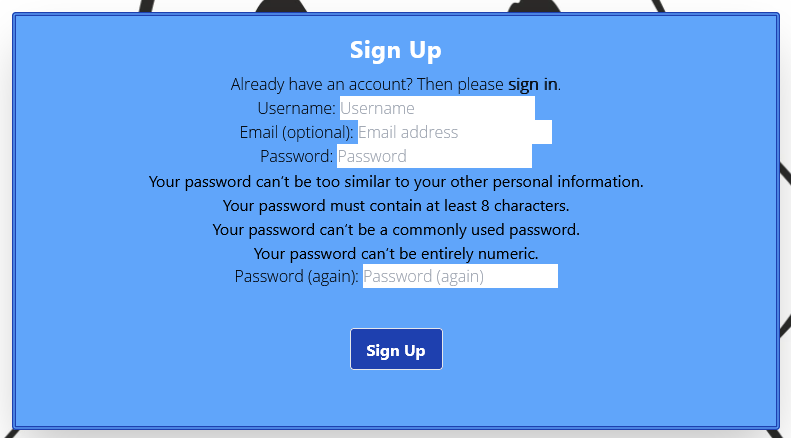 Sign Up
Already have an account? Then please sign in.
Username: Username
Email (optional): Email address
Password: Password
Your password can’t be too similar to your other personal information.
Your password must contain at least 8 characters.
Your password can’t be a commonly used password.
Your password can’t be entirely numeric.
Password (again): Password (again)
Sign Up